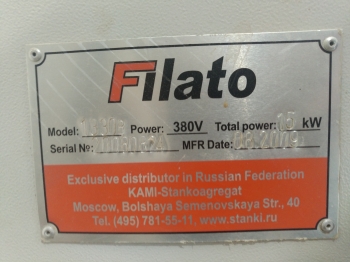 Filato
Model: Power: 380V Total power: kW
Serial №: MFR Date:
Exclusive distributor in Russian Federation
KAMI-Stankoagregat
Moscow, Bolshaya Semenovskaya Str., 40
Tel. (495) 781-55-11, www.stanki.ru